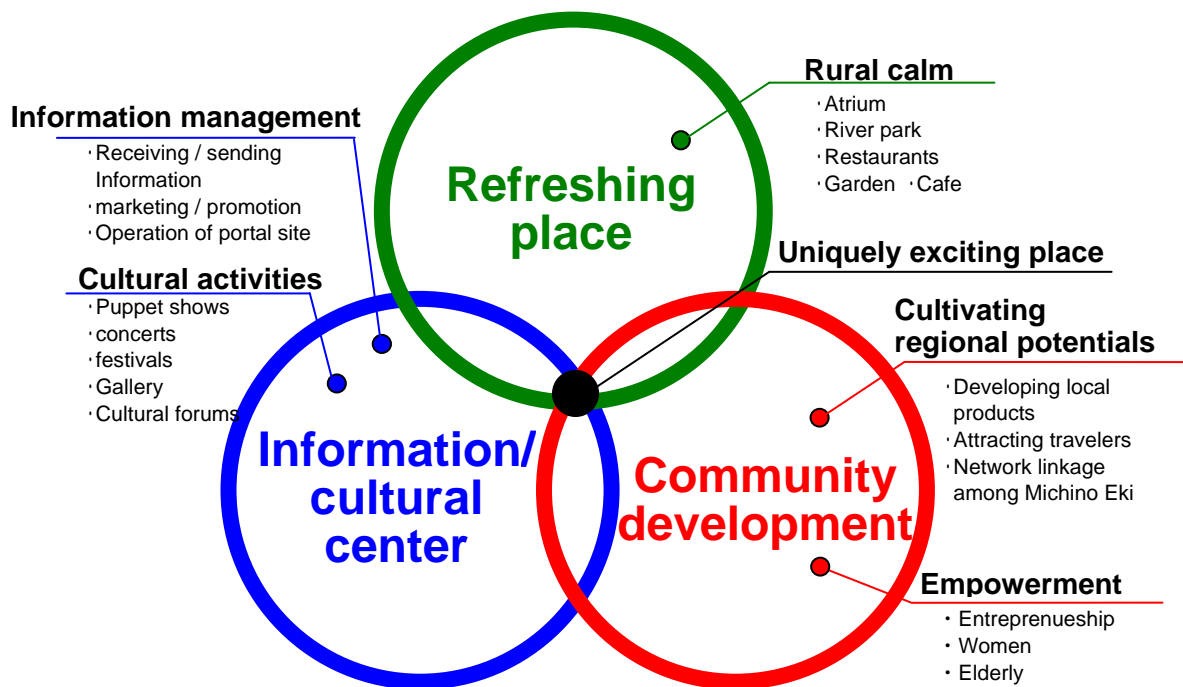 Rural calm
·Atrium
·River park
·Restaurants
·Garden ·Cafe
Information management
·Receiving / sending
Information
·marketing / promotion
·Operation of portal site
Refreshing
place
Uniquely exciting place
Cultural activities
·Puppet shows
·concerts
·festivals
·Gallery
·Cultural forums
Cultivating
regional potentials
·Developing local
products
·Attracting travelers
·Network linkage
among Michino Eki
Information/
cultural
center
Community
development
Empowerment
・Entreprenueship
・Women
・Elderly